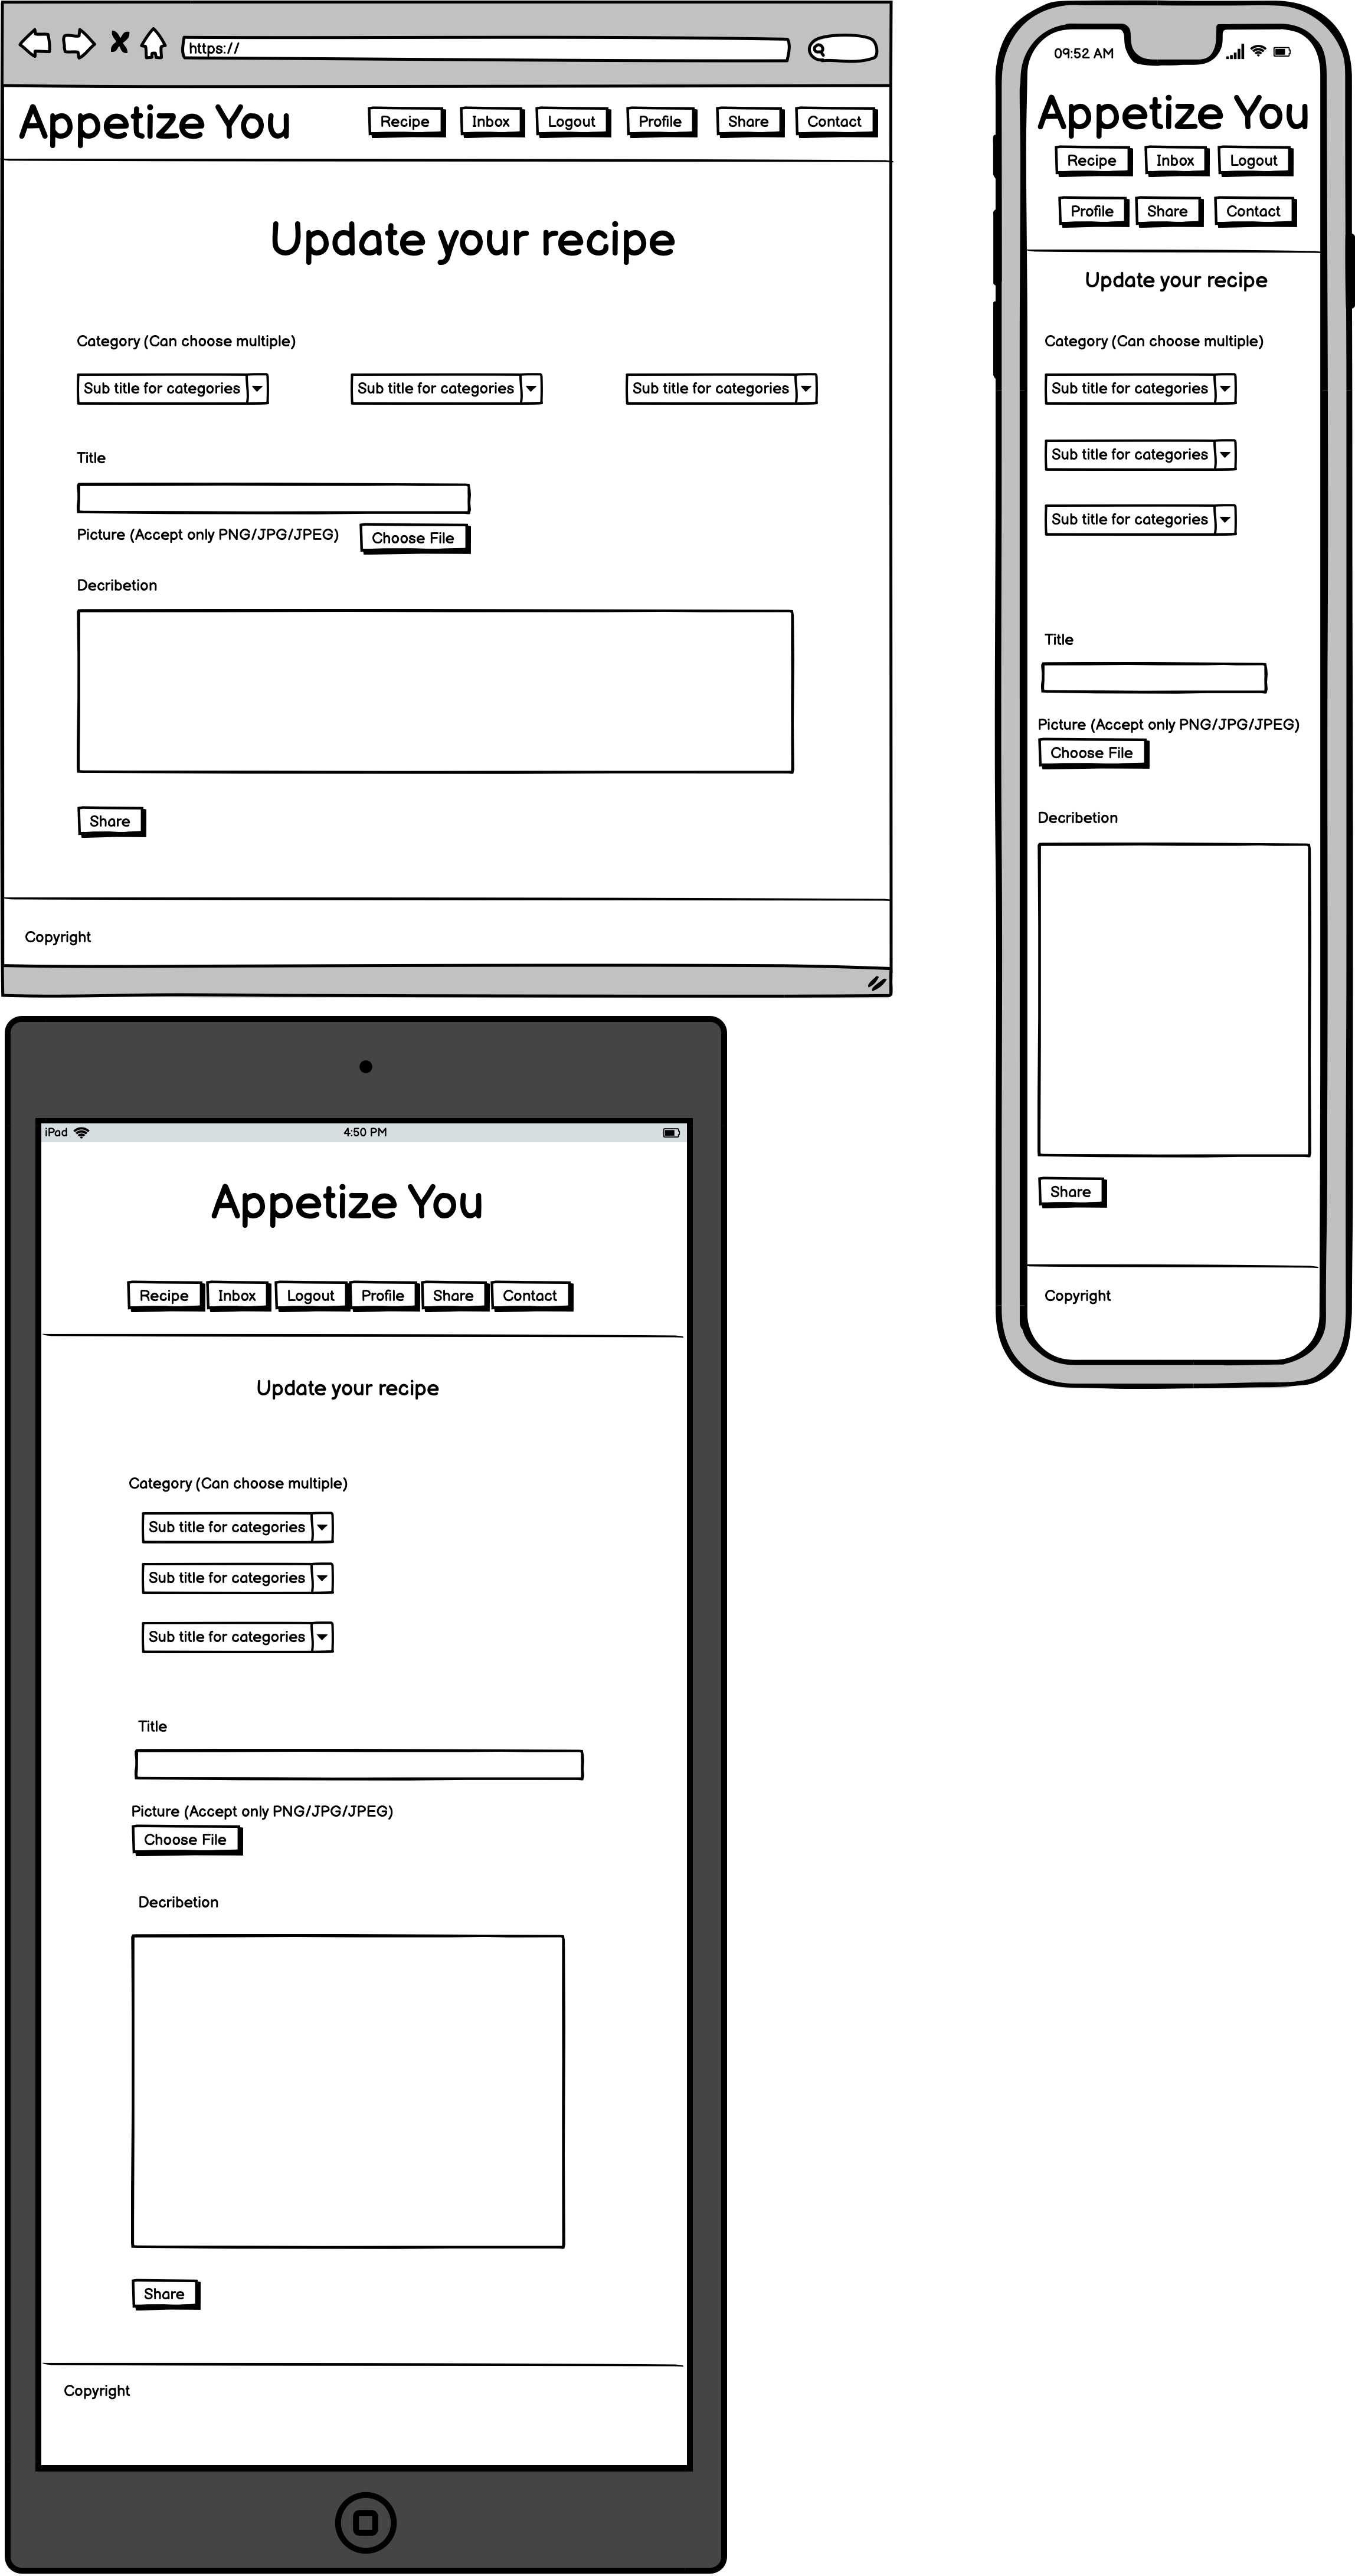 https://
Appetize You
Recipe Inbox Logout Profile Share Contact
Update your recipe
Category (Can choose multiple)
Sub title for categories Sub title for categories Sub title for categories
Title
Picture (Accept only PNG/JPG/JPEG) Choose File
Decribetion
Share
Copyright
09:52 AM
Appetize You
Recipe Inbox Logout
Profile Share Contact
Update your recipe
Category (Can choose multiple)
Sub title for categories
Sub title for categories
Sub title for categories
Title
Picture (Accept only PNG/JPG/JPEG)
Choose File
Decribetion
Share
Copyright
iPad 4:50 PM
Appetize You
Recipe Inbox Logout Profile Share Contact
Update your recipe
Category (Can choose multiple)
Sub title for categories
Sub title for categories
Sub title for categories
Title
Picture (Accept only PNG/JPG/JPEG)
Choose File
Decribetion
Share
Copyright